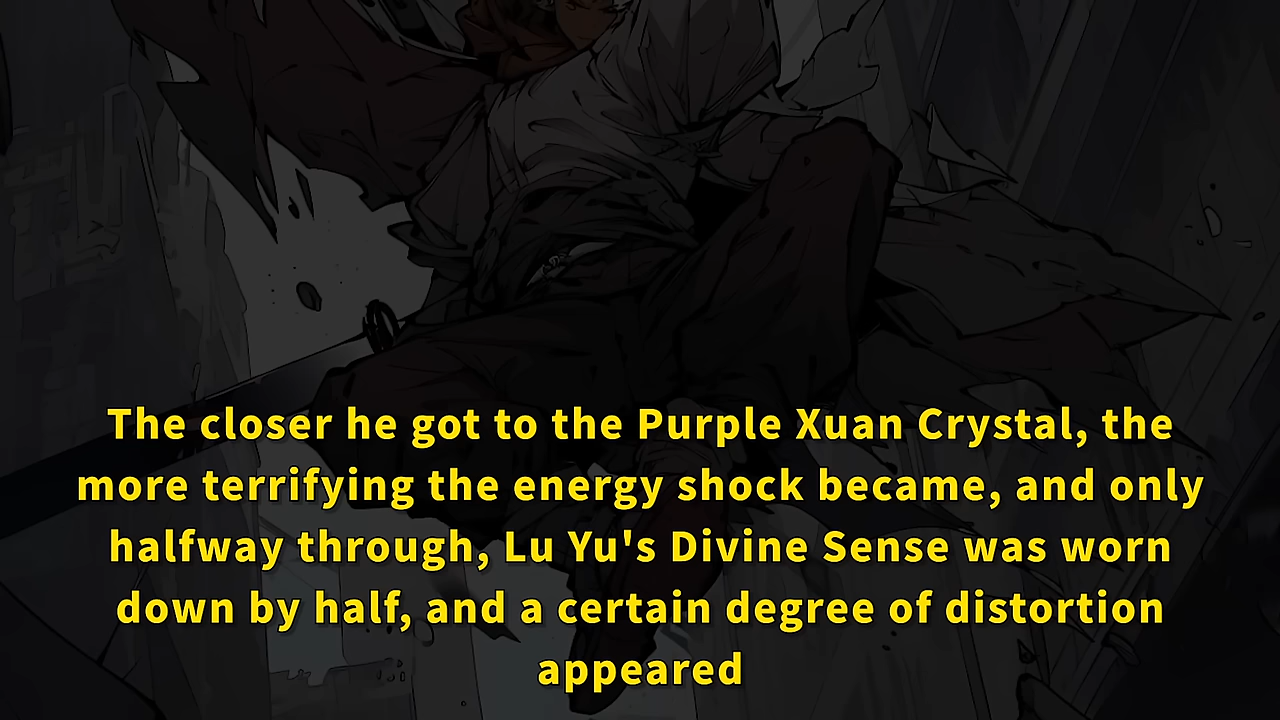 The closer he got to the Purple Xuan Crystal, the
more terrifying the energy shock became, and only
halfway through, Lu Yu's Divine Sense was worn
down by half, and a certain degree of distortion
appeared